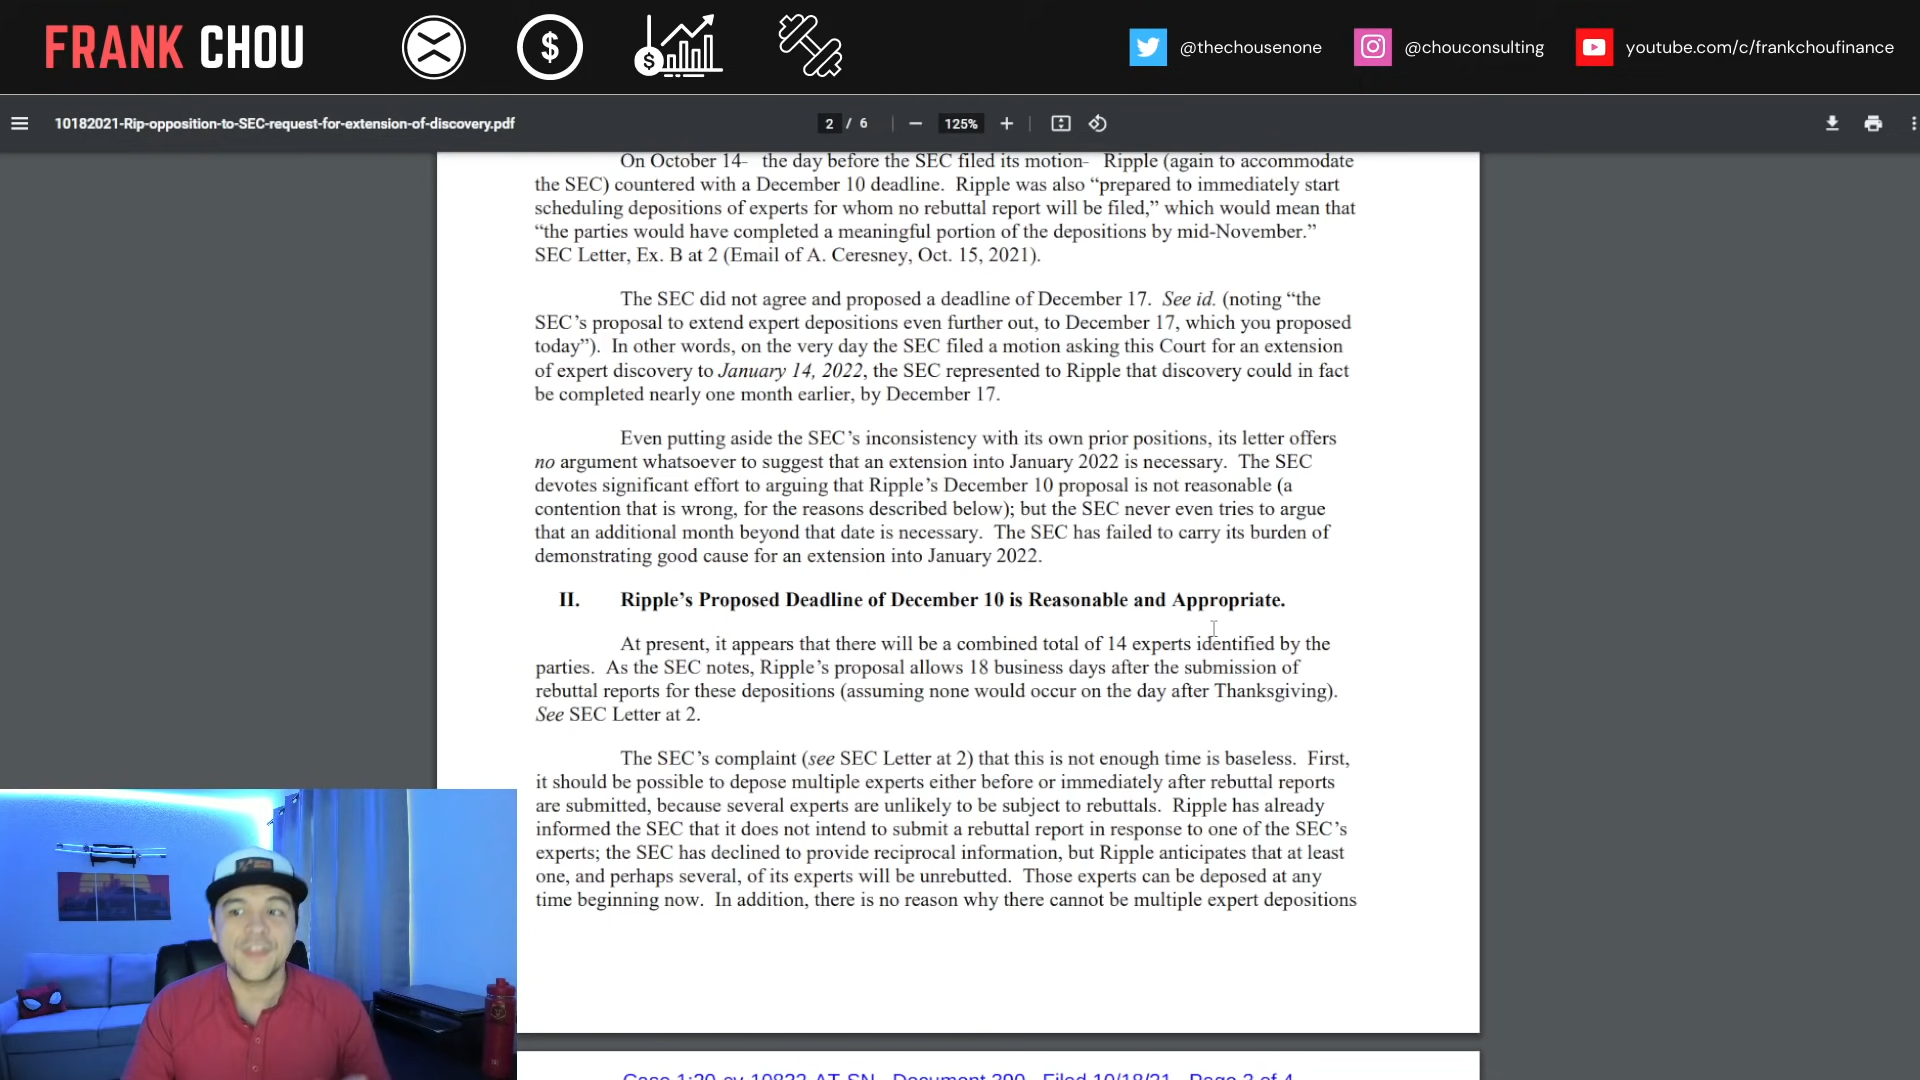 FRANK CHOU
$
$
@thechousenone
@chouconsulting
youtube.com/c/frankchoufinance
10182021-Rip-opposition-to-SEC-request-for-extension-of-discovery.pdf
2 / 6
125%
On October 14- the day before the SEC filed its motion- Ripple (again to accommodate
the SEC) countered with a December 10 deadline. Ripple was also “prepared to immediately start
scheduling depositions of experts for whom no rebuttal report will be filed,” which would mean that
“the parties would have completed a meaningful portion of the depositions by mid-November.”
SEC Letter, Ex. B at 2 (Email of A. Ceresney, Oct. 15, 2021).
The SEC did not agree and proposed a deadline of December 17. See id. (noting “the
SEC’s proposal to extend expert depositions even further out, to December 17, which you proposed
today”). In other words, on the very day the SEC filed a motion asking this Court for an extension
of expert discovery to January 14, 2022, the SEC represented to Ripple that discovery could in fact
be completed nearly one month earlier, by December 17.
Even putting aside the SEC’s inconsistency with its own prior positions, its letter offers
no argument whatsoever to suggest that an extension into January 2022 is necessary. The SEC
devotes significant effort to arguing that Ripple’s December 10 proposal is not reasonable (a
contention that is wrong, for the reasons described below); but the SEC never even tries to argue
that an additional month beyond that date is necessary. The SEC has failed to carry its burden of
demonstrating good cause for an extension into January 2022.
II. Ripple’s Proposed Deadline of December 10 is Reasonable and Appropriate.
At present, it appears that there will be a combined total of 14 experts identified by the
parties. As the SEC notes, Ripple’s proposal allows 18 business days after the submission of
rebuttal reports for these depositions (assuming none would occur on the day after Thanksgiving).
See SEC Letter at 2.
The SEC’s complaint (see SEC Letter at 2) that this is not enough time is baseless. First,
it should be possible to depose multiple experts either before or immediately after rebuttal reports
are submitted, because several experts are unlikely to be subject to rebuttals. Ripple has already
informed the SEC that it does not intend to submit a rebuttal report in response to one of the SEC’s
experts; the SEC has declined to provide reciprocal information, but Ripple anticipates that at least
one, and perhaps several, of its experts will be unrebutted. Those experts can be deposed at any
time beginning now. In addition, there is no reason why there cannot be multiple expert depositions
Case 1:20-cv-10832-AT-SN Document 390 Filed 10/18/21 Page 3 of 4